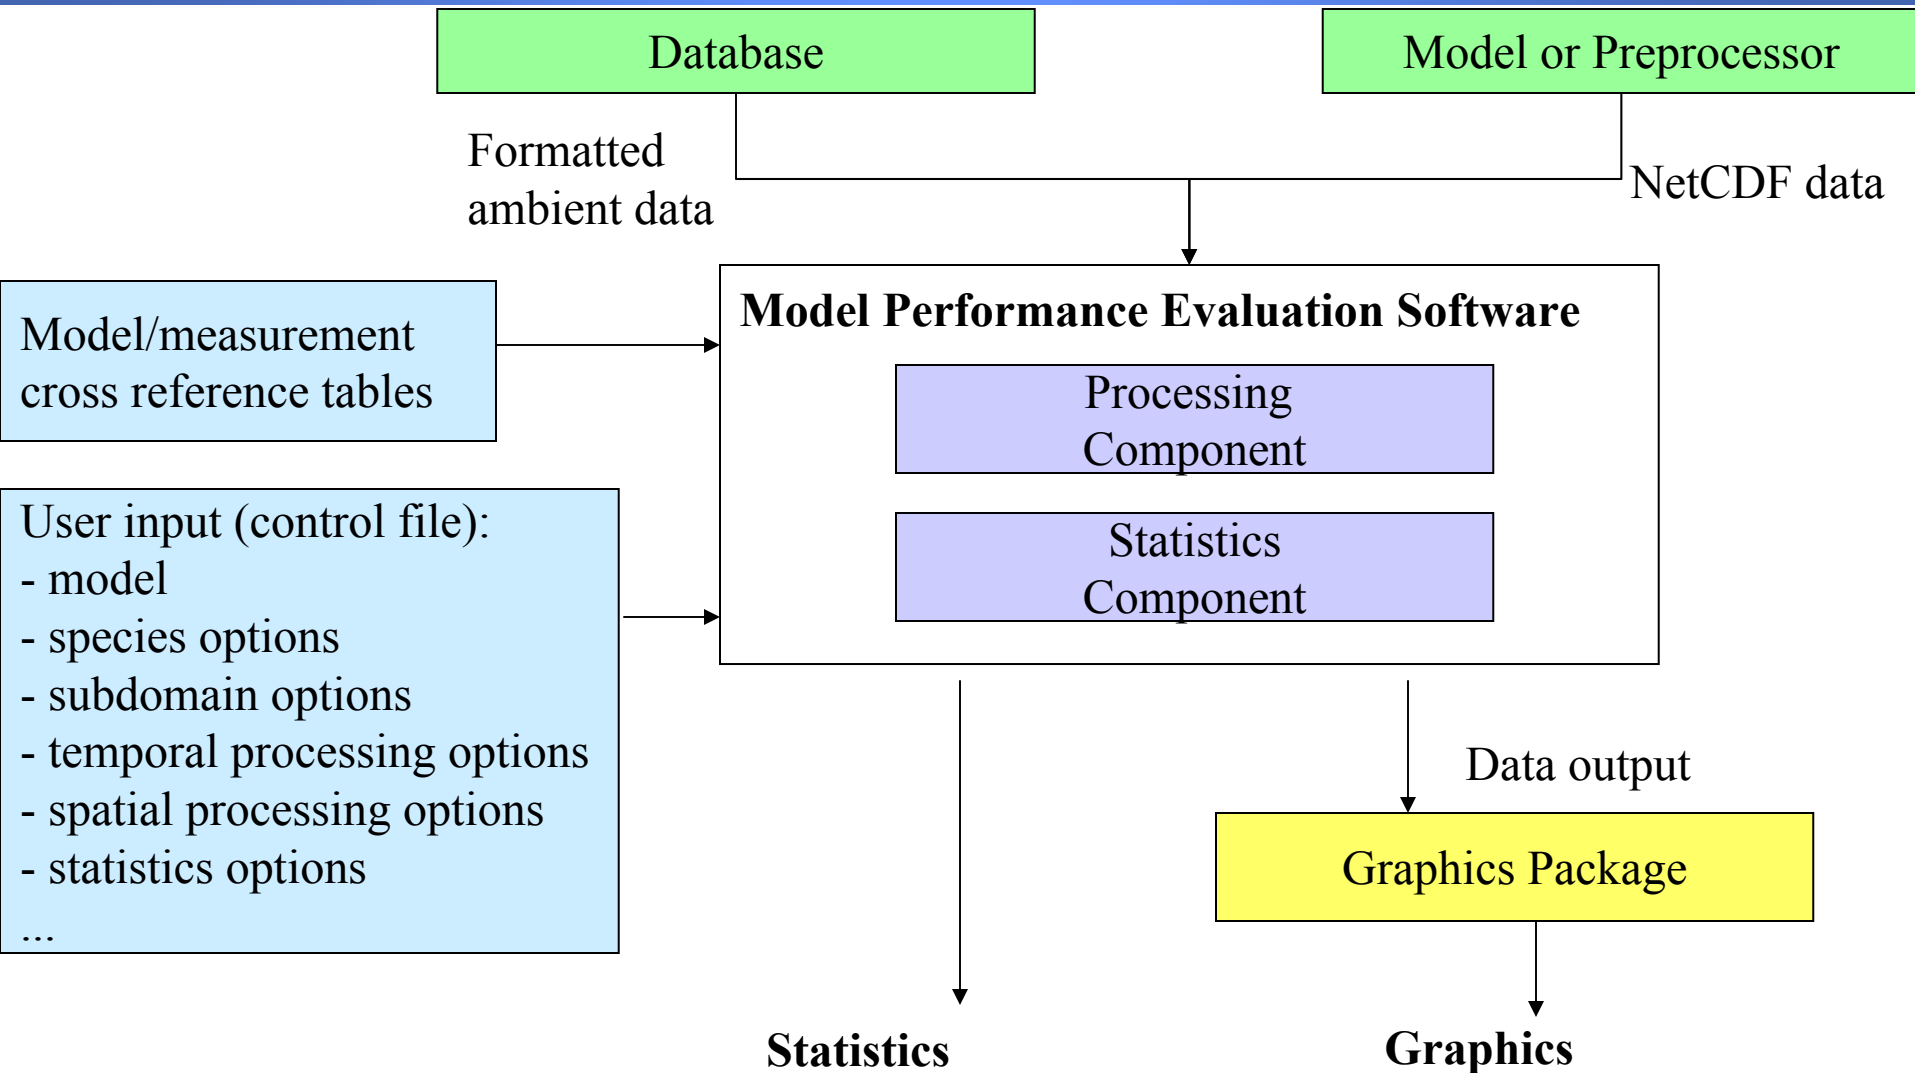 Database
Model or Preprocessor
Formatted
ambient data
NetCDF data
Model/measurement
cross reference tables
Model Performance Evaluation Software
Processing
Component
Statistics
Component
User input (control file):
- model
- species options
- subdomain options
- temporal processing options
- spatial processing options
- statistics options
...
Data output
Graphics Package
Statistics
Graphics